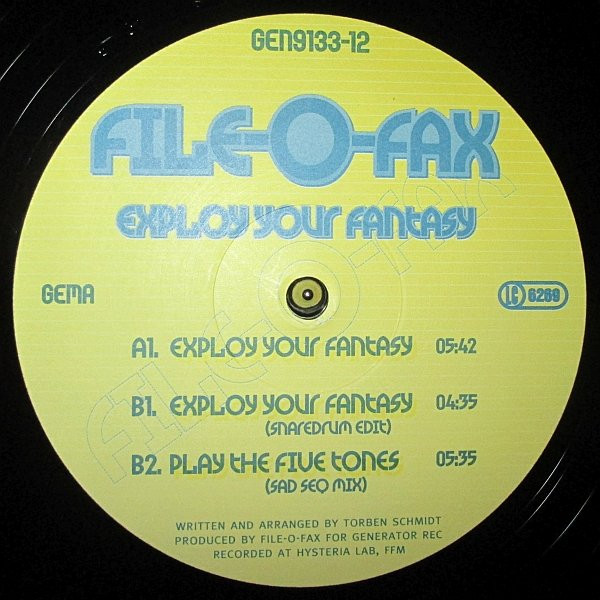 GEN9133-12
FILE-O-FAX
EXPLOY YOUR FANTASY
GEMA
LC 6269
A1. EXPLOY YOUR FANTASY 05:42
B1. EXPLOY YOUR FANTASY 04:35
(SNAREDRUM EDIT)
B2. PLAY THE FIVE TONES 05:35
(SAD SEQ MIX)
FILE-O-FAX
WRITTEN AND ARRANGED BY TORBEN SCHMIDT
PRODUCED BY FILE-O-FAX FOR GENERATOR REC
RECORDED AT HYSTERIA LAB, FFM